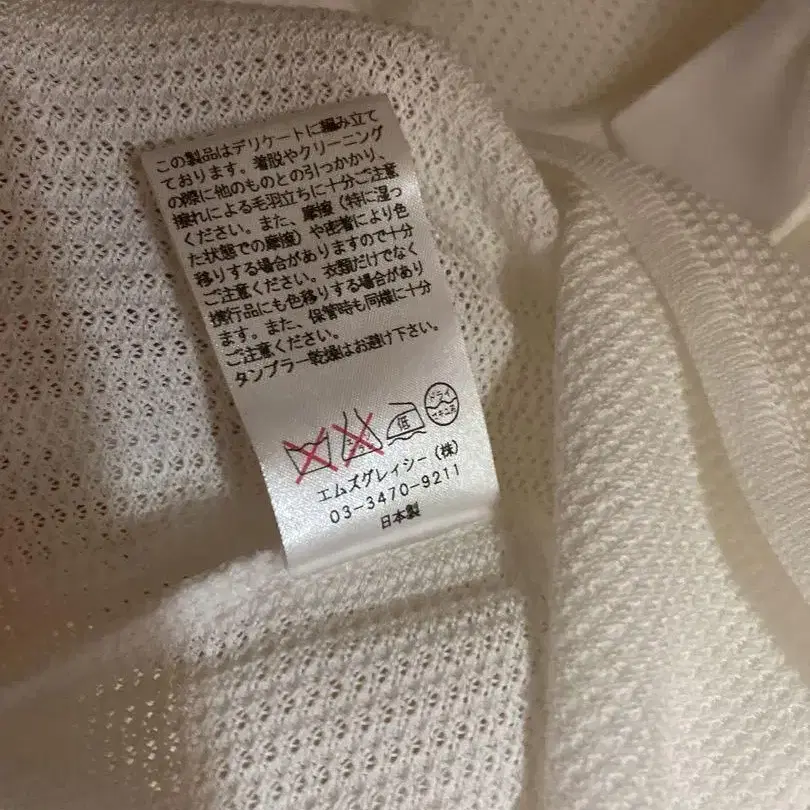 この製品はデリケートに編み立て
ております。着脱やクリーニング
の際に他のものとの引っかかり、
擦れによる毛羽立ちに十分ご注意
ください。また、摩擦（特に湿っ
た状態での摩擦）や密着により色
移りする場合がありますので十分
ご注意ください。衣類だけでなく
携行品にも色移りする場合があり
ます。また、保管時も同様に十分
ご注意ください。
タンブラー乾燥はお避け下さい。
低
ドライ
セキユ系
エムズグレィシー（株）
03-3470-9211
日本製